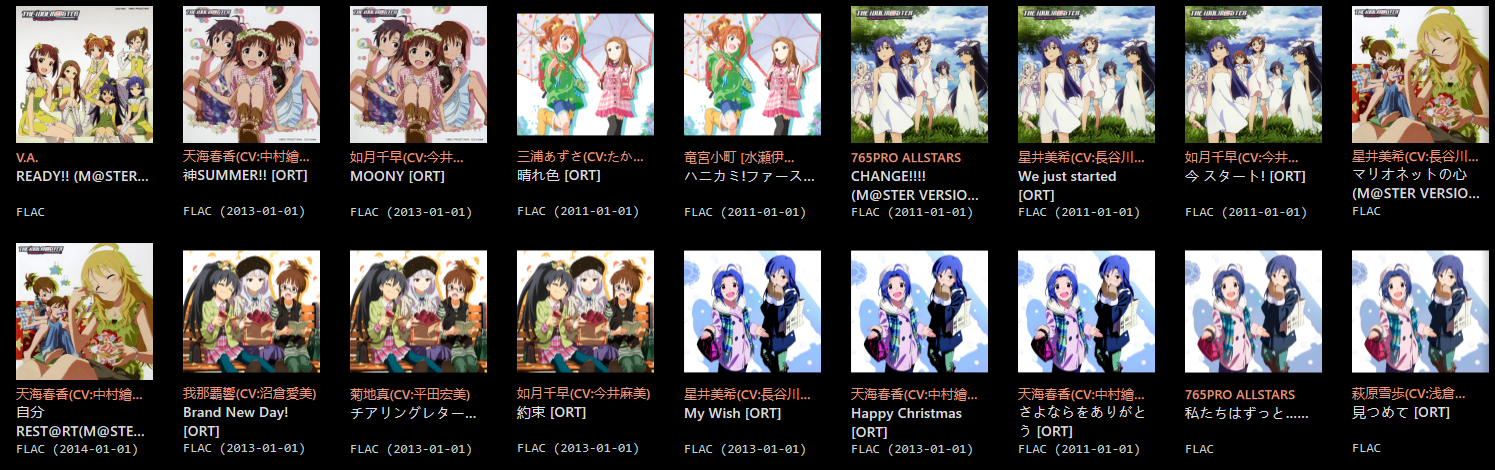 V.A.
READY!! (M@STER...
FLAC
天海春香(CV:中村繪...
神SUMMER!! [ORT]
FLAC (2013-01-01)
如月千早(CV:今井...
MOONY [ORT]
FLAC (2013-01-01)
三浦あずさ(CV:たか...
晴れ色 [ORT]
FLAC (2011-01-01)
竜宮小町 [水瀬伊...
ハニカミ!ファース...
FLAC (2011-01-01)
765PRO ALLSTARS
CHANGE!!!!
(M@STER VERSIO...
FLAC (2011-01-01)
星井美希(CV:長谷川...
We just started
[ORT]
FLAC (2011-01-01)
如月千早(CV:今井...
今 スタート! [ORT]
FLAC (2011-01-01)
星井美希(CV:長谷川...
マリオネットの心
(M@STER VERSIO...
FLAC
天海春香(CV:中村繪...
自分
REST@RT(M@STE...
FLAC (2014-01-01)
我那覇響(CV:沼倉愛美)
Brand New Day!
[ORT]
FLAC (2013-01-01)
菊地真(CV:平田宏美)
チアリングレター...
FLAC (2013-01-01)
如月千早(CV:今井麻美)
約束 [ORT]
FLAC (2013-01-01)
星井美希(CV:長谷川...
My Wish [ORT]
FLAC (2013-01-01)
天海春香(CV:中村繪...
Happy Christmas
[ORT]
FLAC (2013-01-01)
天海春香(CV:中村繪...
さよならをありがと
う [ORT]
FLAC (2011-01-01)
765PRO ALLSTARS
私たちはずっと......
FLAC
萩原雪歩(CV:浅倉...
見つめて [ORT]
FLAC